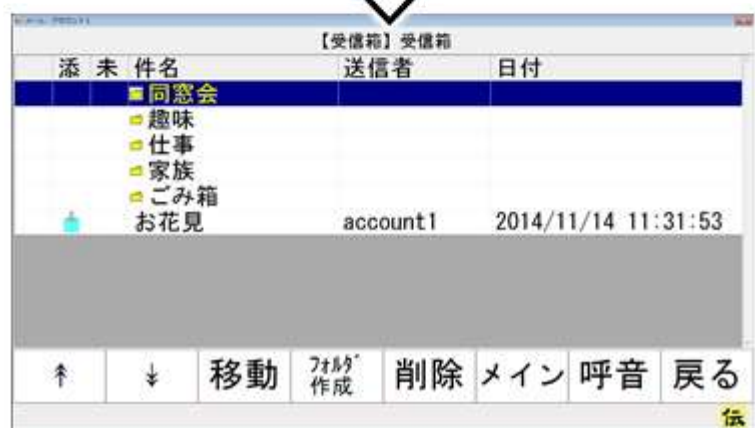 【受信箱】受信箱
添 未 件名 送信者 日付
同窓会
趣味
仕事
家族
ごみ箱
お花見 account1 2014/11/14 11:31:53
↟ ↡ 移動 ﾌｫﾙﾀﾞ作成 削除 メイン 呼音 戻る
伝